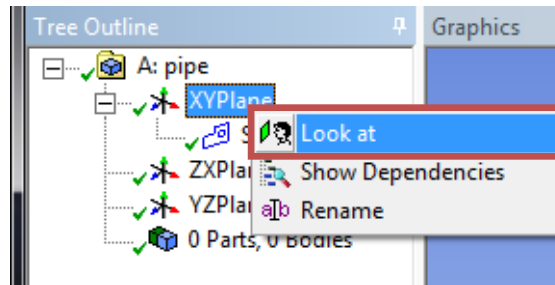 Tree Outline
Graphics
A: pipe
XYPlane
Look at
ZXPla
Show Dependencies
YZPla
Rename
0 Parts, 0 Bodies